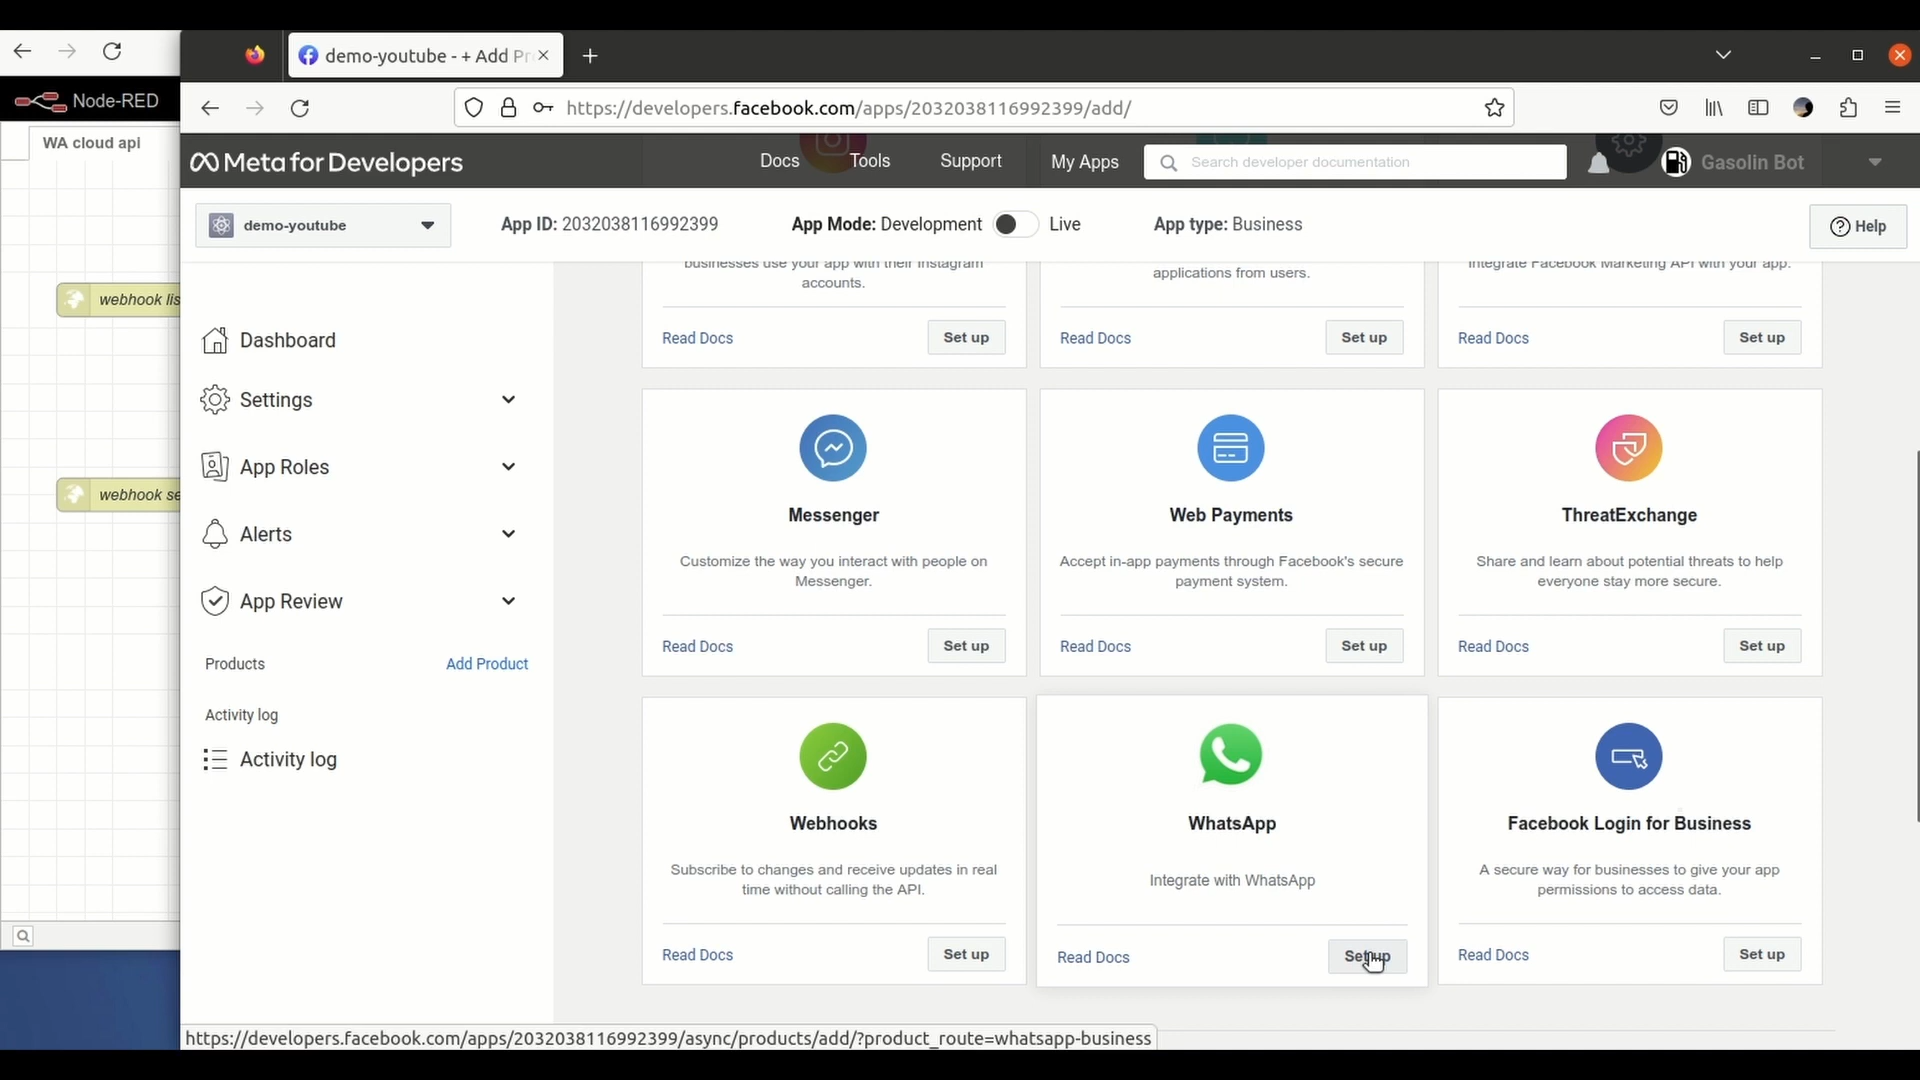 demo-youtube - + Add Pr
https://developers.facebook.com/apps/2032038116992399/add/
Node-RED
WA cloud api
webhook lis
webhook se
Meta for Developers
Docs
Tools
Support
My Apps
Search developer documentation
Gasolin Bot
demo-youtube
App ID: 2032038116992399
App Mode: Development
Live
App type: Business
Help
Dashboard
Settings
App Roles
Alerts
App Review
Products
Add Product
Activity log
Activity log
businesses use your app with their Instagram
accounts.
Read Docs
Set up
applications from users.
Read Docs
Set up
Integrate Facebook Marketing API with your app.
Read Docs
Set up
Messenger
Customize the way you interact with people on
Messenger.
Read Docs
Set up
Web Payments
Accept in-app payments through Facebook's secure
payment system.
Read Docs
Set up
ThreatExchange
Share and learn about potential threats to help
everyone stay more secure.
Read Docs
Set up
Webhooks
Subscribe to changes and receive updates in real
time without calling the API.
Read Docs
Set up
WhatsApp
Integrate with WhatsApp
Read Docs
Set up
Facebook Login for Business
A secure way for businesses to give your app
permissions to access data.
Read Docs
Set up
https://developers.facebook.com/apps/2032038116992399/async/products/add/?product_route=whatsapp-business